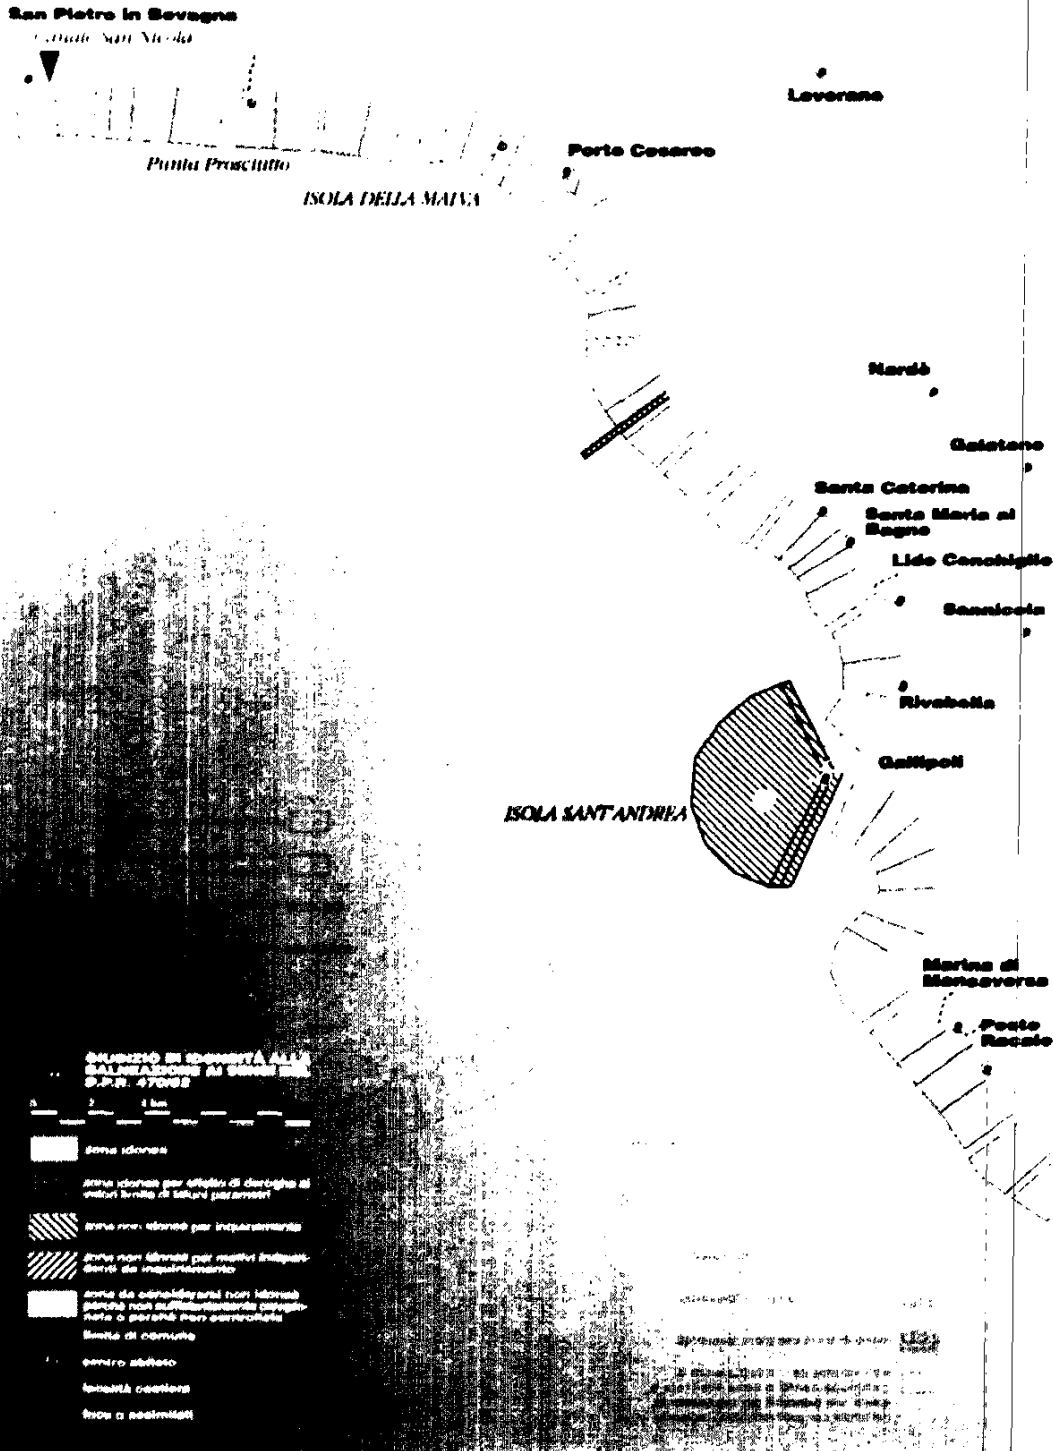 San Pietro in Bevagna
Canale San Nicola
Leverano
Porto Cesareo
Punta Prosciutto
ISOLA DELLA MALVA
Nardò
Galatone
Santa Caterina
Santa Maria al
Bagno
Lido Conchiglie
Sannicola
Rivabella
Gallipoli
ISOLA SANT'ANDREA
Marina di
Mancaversa
Posto
Racale
GIUDIZIO DI IDONEITÀ ALLA
BALNEAZIONE AI SENSI DEL
D.P.R. 470/82
0 2 4 km
zona idonea
zona idonea per effetto di deroghe ai
valori limite di taluni parametri
zona non idonea per inquinamento
zona non idonea per motivi indipen-
denti da inquinamento
zona da considerarsi non idonea
perché non sufficientemente campio-
nata o perché non controllata
limite di comune
centro abitato
località costiera
foce o assimilati